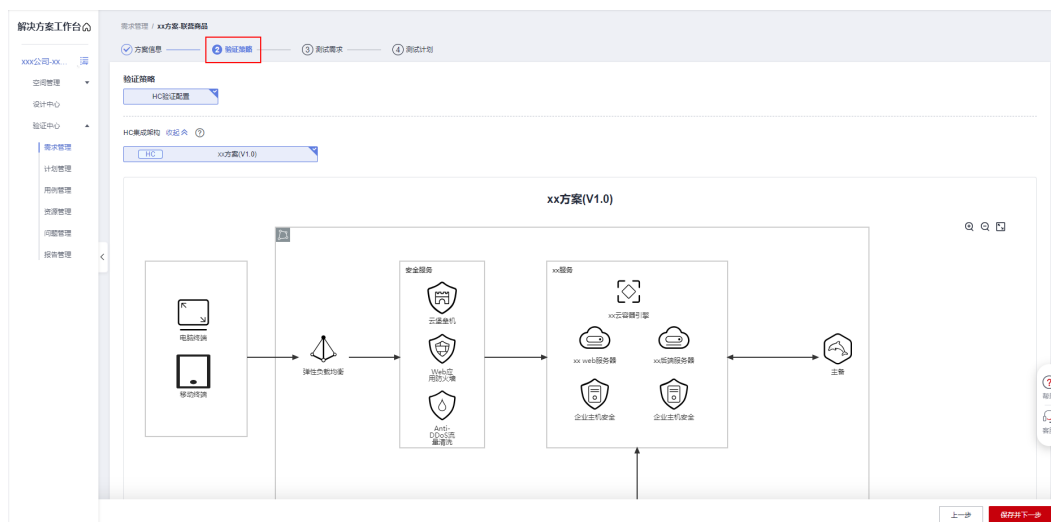 解决方案工作台
需求管理 / xx方案-联营商品
方案信息
2 验证策略
3 测试需求
4 测试计划
xxx公司-xx...
空间管理
设计中心
验证中心
需求管理
计划管理
用例管理
资源管理
问题管理
报告管理
验证策略
HC验证配置
HC集成架构 收起
HC xx方案(V1.0)
xx方案(V1.0)
电脑终端
移动终端
弹性负载均衡
安全服务
云堡垒机
Web应
用防火墙
Anti-
DDoS流
量清洗
xx服务
xx云容器引擎
xx web服务器
xx后端服务器
企业主机安全
企业主机安全
主备
上一步
保存并下一步